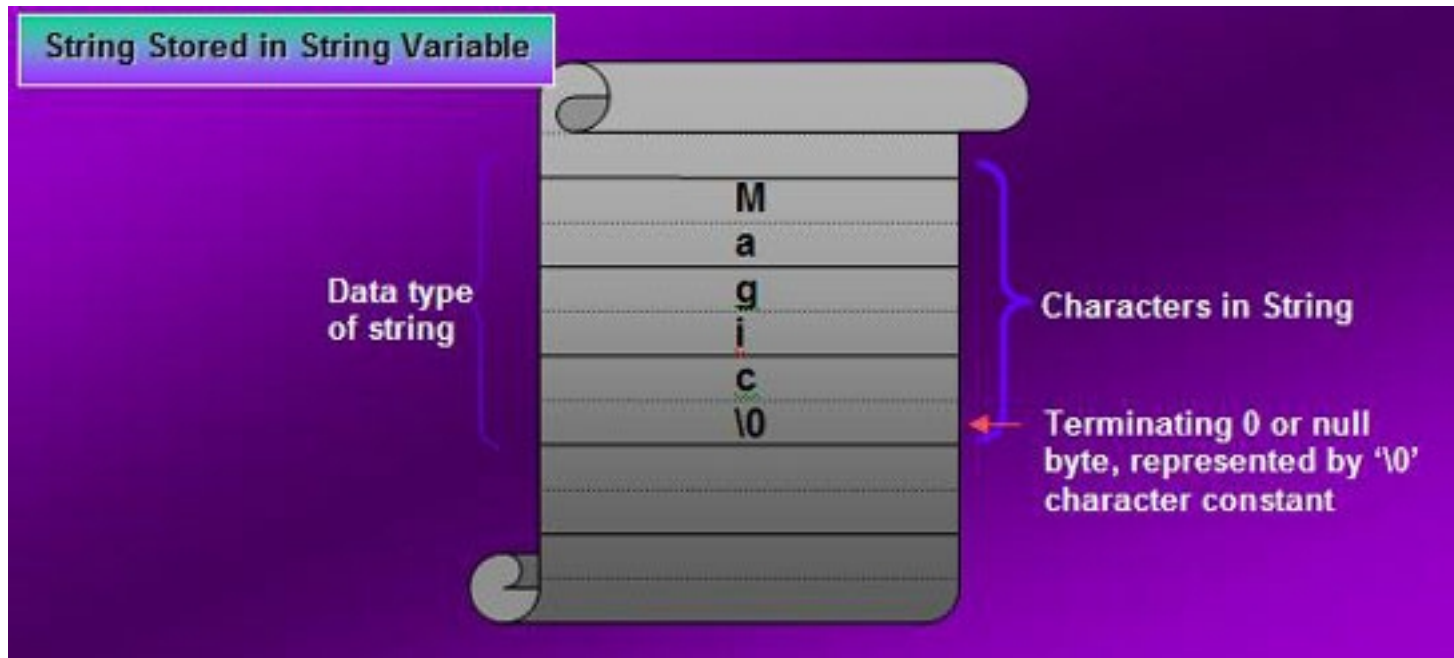 String Stored in String Variable
M
a
g
i
c
\0
Data type
of string
Characters in String
Terminating 0 or null
byte, represented by ‘\0’
character constant